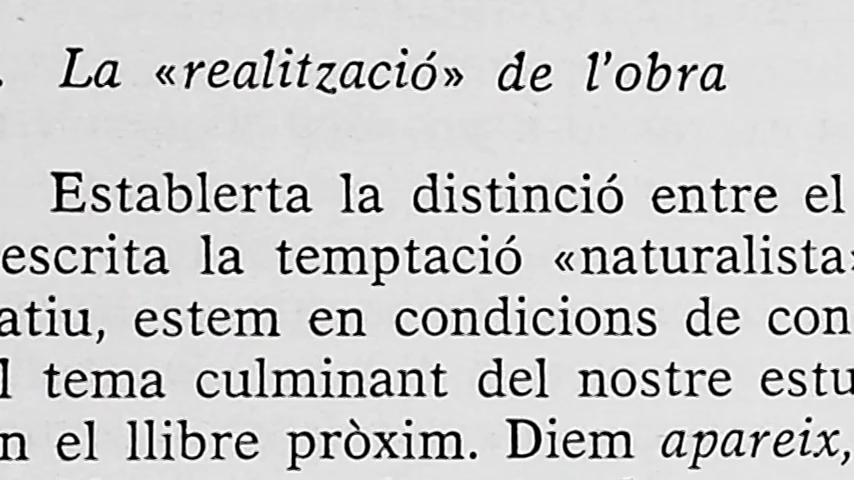 . La «realització» de l’obra
Establerta la distinció entre el
escrita la temptació «naturalista»
atiu, estem en condicions de con
l tema culminant del nostre estu
n el llibre pròxim. Diem apareix,